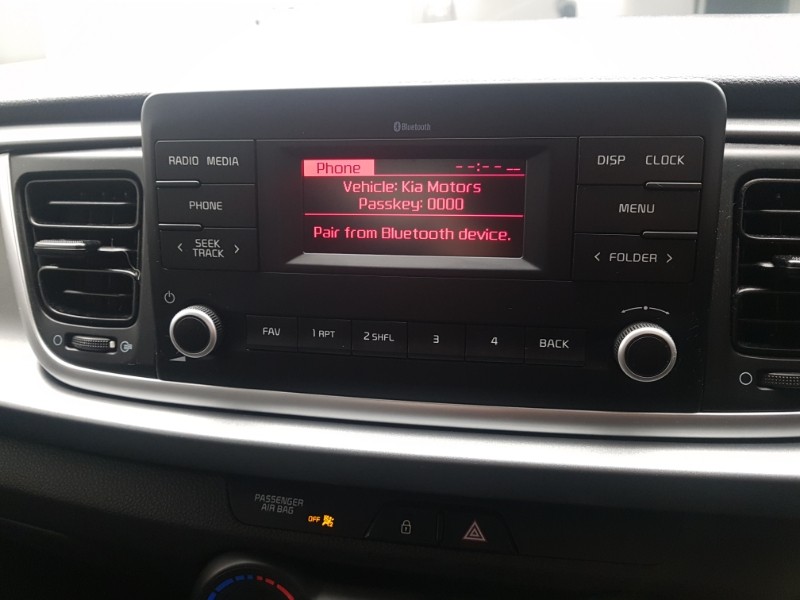 Bluetooth
RADIO MEDIA
PHONE
< SEEK TRACK >
Phone --:-- __
Vehicle: Kia Motors
Passkey: 0000
Pair from Bluetooth device.
DISP CLOCK
MENU
< FOLDER >
FAV 1 RPT 2 SHFL 3 4 BACK
PASSENGER
AIR BAG
OFF